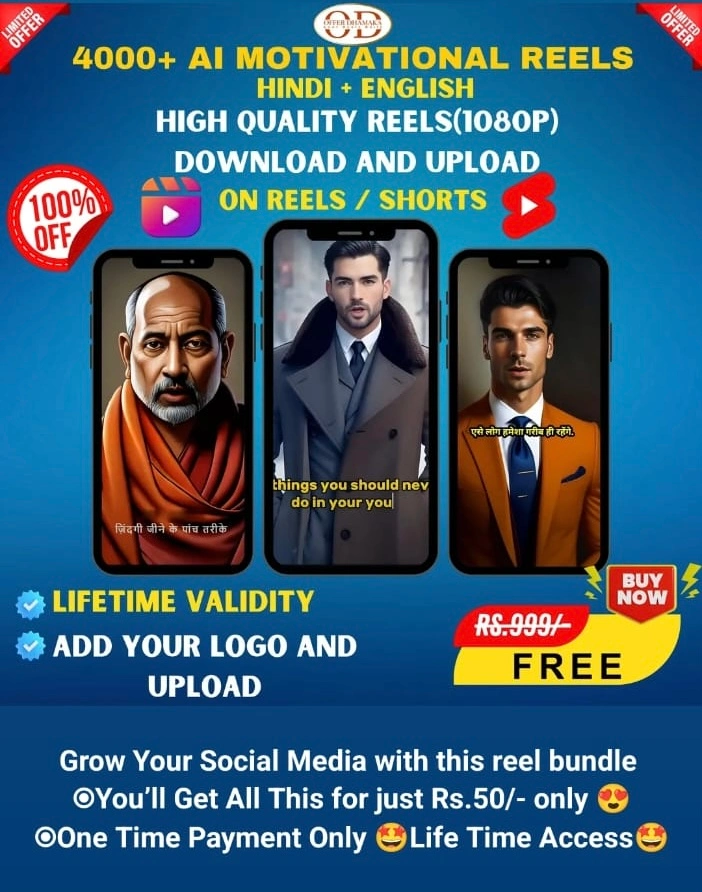 LIMITED
OFFER
OD
OFFER DHAMAKA
LIMITED
OFFER
4000+ AI MOTIVATIONAL REELS
HINDI + ENGLISH
HIGH QUALITY REELS(1080P)
DOWNLOAD AND UPLOAD
ON REELS / SHORTS
100%
OFF
ज़िंदगी जीने के पांच तरीके
things you should nev
do in your you
एसे लोग हमेशा गरीब ही रहेंगे.
LIFETIME VALIDITY
ADD YOUR LOGO AND
UPLOAD
BUY
NOW
RS.999/-
FREE
Grow Your Social Media with this reel bundle
You’ll Get All This for just Rs.50/- only 😍
One Time Payment Only 🤩Life Time Access🤩